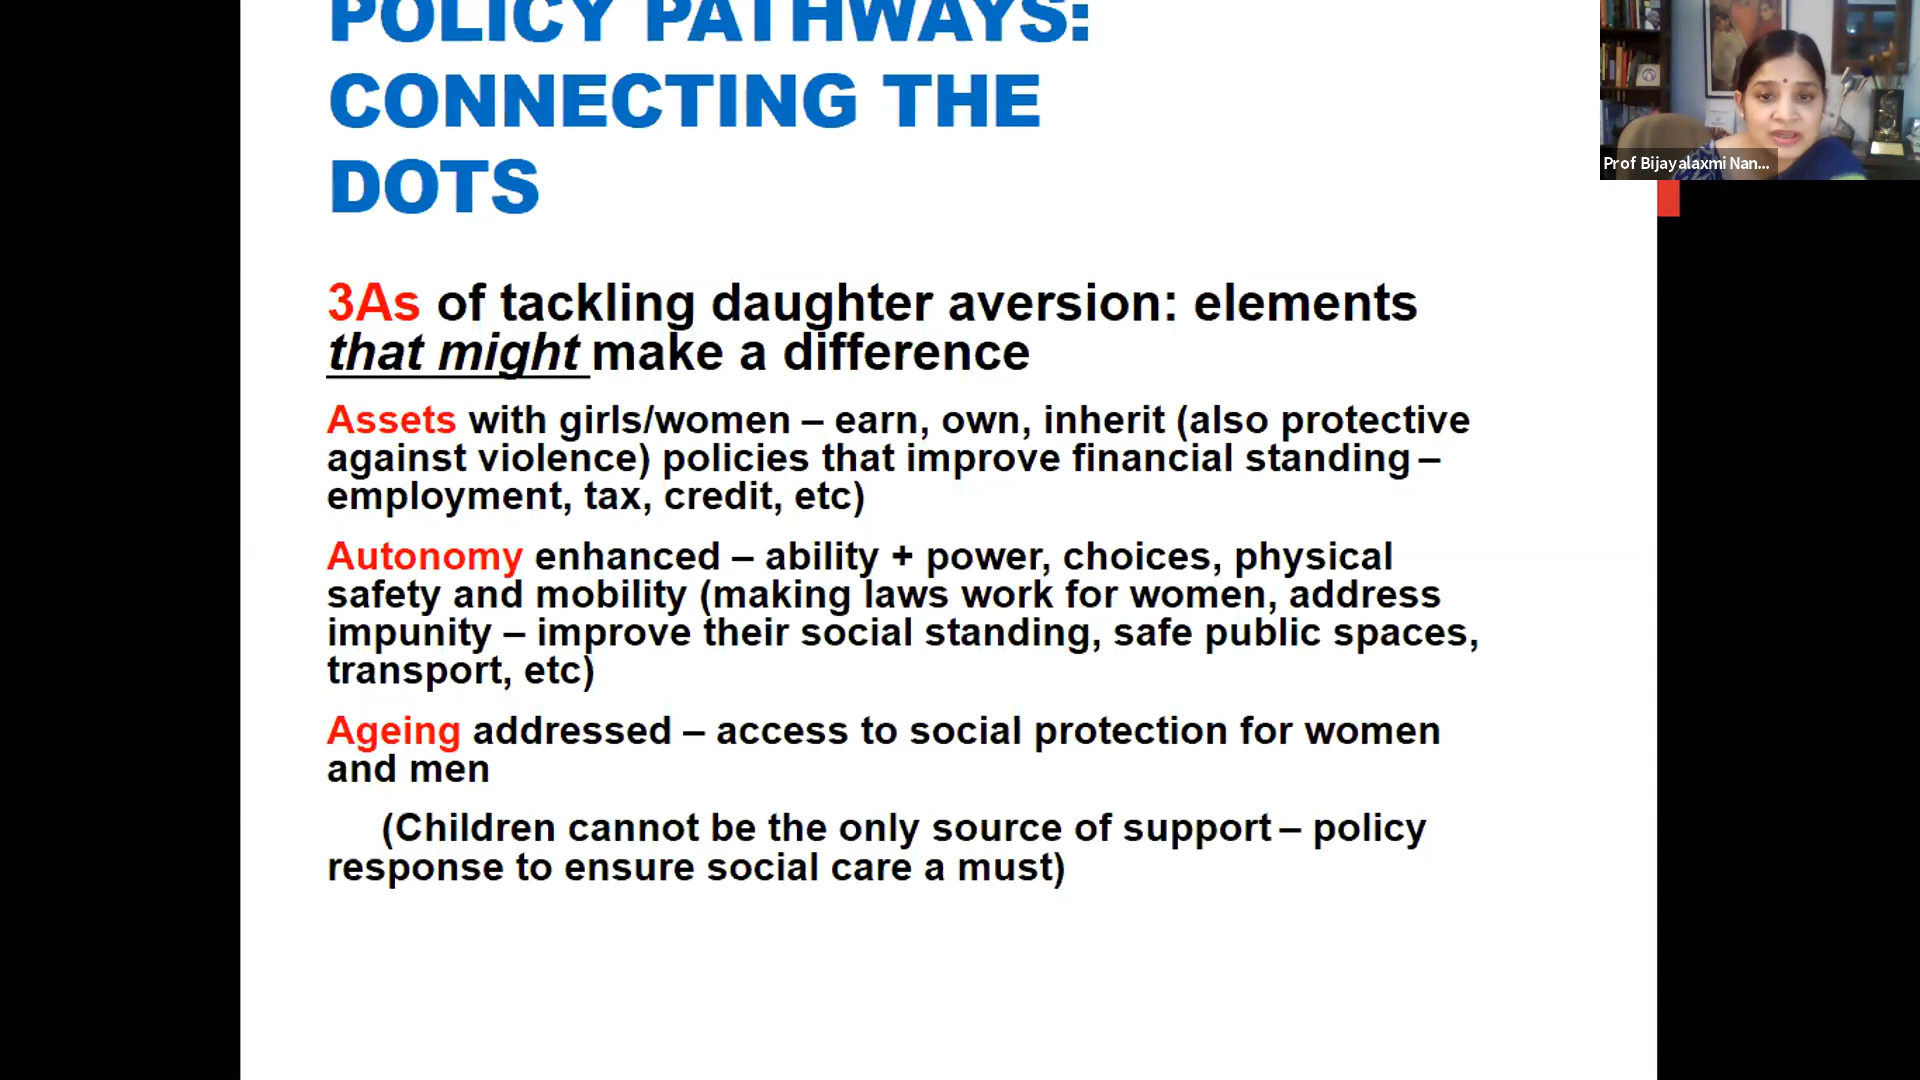 POLICY PATHWAYS:
CONNECTING THE
DOTS
Prof Bijayalaxmi Nan...
3As of tackling daughter aversion: elements
that might make a difference
Assets with girls/women – earn, own, inherit (also protective
against violence) policies that improve financial standing –
employment, tax, credit, etc)
Autonomy enhanced – ability + power, choices, physical
safety and mobility (making laws work for women, address
impunity – improve their social standing, safe public spaces,
transport, etc)
Ageing addressed – access to social protection for women
and men
(Children cannot be the only source of support – policy
response to ensure social care a must)